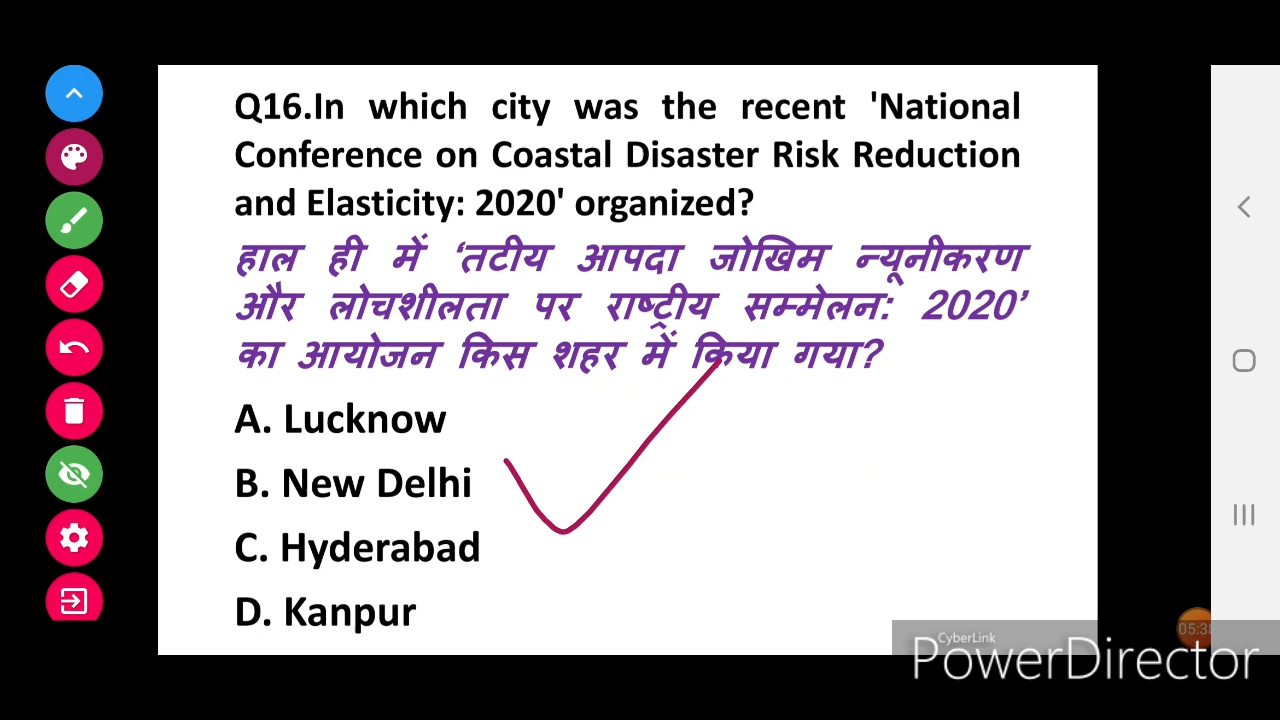 Q16.In which city was the recent 'National
Conference on Coastal Disaster Risk Reduction
and Elasticity: 2020' organized?
हाल ही में ‘तटीय आपदा जोखिम न्यूनीकरण
और लोचशीलता पर राष्ट्रीय सम्मेलन: 2020’
का आयोजन किस शहर में किया गया?
A. Lucknow
B. New Delhi
C. Hyderabad
D. Kanpur
05:38
CyberLink
PowerDirector